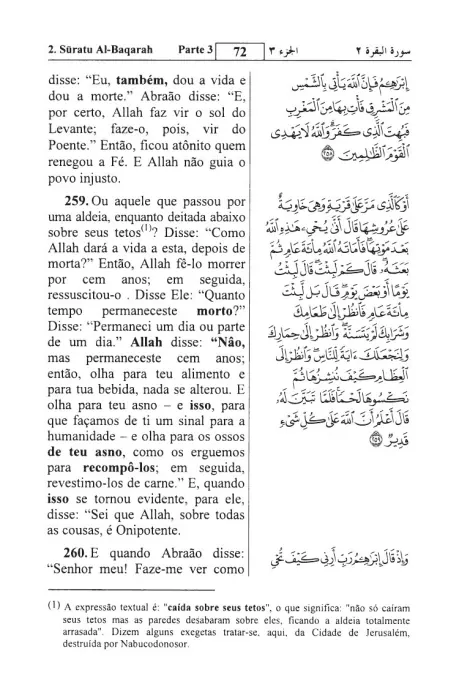 2. Sūratu Al-Baqarah Parte 3 72 الجزء ٣ سورة البقرة ٢
disse: “Eu, também, dou a vida e
dou a morte.” Abraão disse: “E,
por certo, Allah faz vir o sol do
Levante; faze-o, pois, vir do
Poente.” Então, ficou atônito quem
renegou a Fé. E Allah não guia o
povo injusto.
259. Ou aquele que passou por
uma aldeia, enquanto deitada abaixo
sobre seus tetos(1)? Disse: “Como
Allah dará a vida a esta, depois de
morta?” Então, Allah fê-lo morrer
por cem anos; em seguida,
ressuscitou-o . Disse Ele: “Quanto
tempo permaneceste morto?”
Disse: “Permaneci um dia ou parte
de um dia.” Allah disse: “Nâo,
mas permaneceste cem anos;
então, olha para teu alimento e
para tua bebida, nada se alterou. E
olha para teu asno – e isso, para
que façamos de ti um sinal para a
humanidade – e olha para os ossos
de teu asno, como os erguemos
para recompô-los; em seguida,
revestimo-los de carne.” E, quando
isso se tornou evidente, para ele,
disse: “Sei que Allah, sobre todas
as cousas, é Onipotente.
260. E quando Abraão disse:
“Senhor meu! Faze-me ver como
إِبْرَٰهِـۧمُ فَإِنَّ ٱللَّهَ يَأْتِى بِٱلشَّمْسِ
مِنَ ٱلْمَشْرِقِ فَأْتِ بِهَا مِنَ ٱلْمَغْرِبِ
فَبُهِتَ ٱلَّذِى كَفَرَ ۗ وَٱللَّهُ لَا يَهْدِى
ٱلْقَوْمَ ٱلظَّٰلِمِينَ ٢٥٨
أَوْ كَٱلَّذِى مَرَّ عَلَىٰ قَرْيَةٍ وَهِىَ خَاوِيَةٌ
عَلَىٰ عُرُوشِهَا قَالَ أَنَّىٰ يُحْىِۦ هَٰذِهِ ٱللَّهُ
بَعْدَ مَوْتِهَا ۖ فَأَمَاتَهُ ٱللَّهُ مِا۟ئَةَ عَامٍ ثُمَّ
بَعَثَهُۥ ۖ قَالَ كَمْ لَبِثْتَ ۖ قَالَ لَبِثْتُ
يَوْمًا أَوْ بَعْضَ يَوْمٍ ۖ قَالَ بَل لَّبِثْتَ
مِا۟ئَةَ عَامٍ فَٱنظُرْ إِلَىٰ طَعَامِكَ
وَشَرَابِكَ لَمْ يَتَسَنَّهْ ۖ وَٱنظُرْ إِلَىٰ حِمَارِكَ
وَلِنَجْعَلَكَ ءَايَةً لِّلنَّاسِ ۖ وَٱنظُرْ إِلَى
ٱلْعِظَامِ كَيْفَ نُنشِزُهَا ثُمَّ
نَكْسُوهَا لَحْمًا ۚ فَلَمَّا تَبَيَّنَ لَهُۥ
قَالَ أَعْلَمُ أَنَّ ٱللَّهَ عَلَىٰ كُلِّ شَىْءٍ
قَدِيرٌ ٢٥٩
وَإِذْ قَالَ إِبْرَٰهِـۧمُ رَبِّ أَرِنِى كَيْفَ تُحْىِ
(1) A expressão textual é: "caída sobre seus tetos", o que significa: "não só caíram
seus tetos mas as paredes desabaram sobre eles, ficando a aldeia totalmente
arrasada". Dizem alguns exegetas tratar-se, aqui, da Cidade de Jerusalém,
destruída por Nabucodonosor.